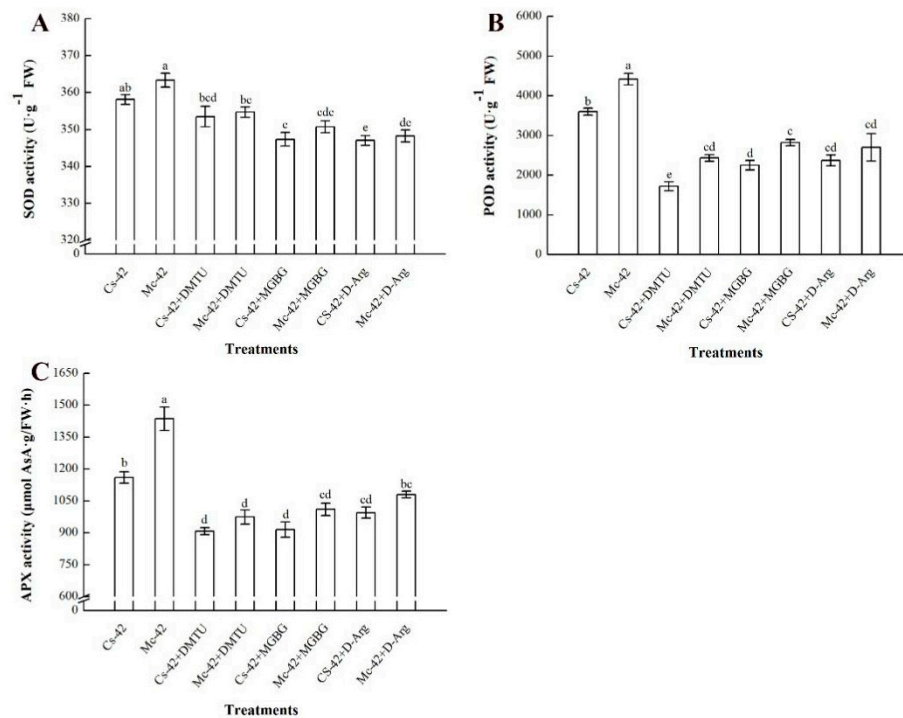 A
SOD activity (U·g⁻¹ FW)
380
370
360
350
340
330
320
0
ab
a
bcd
bc
c
cdc
e
dc
Cs-42
Mc-42
Cs-42+DMTU
Mc-42+DMTU
Cs-42+MGBG
Mc-42+MGBG
CS-42+D-Arg
Mc-42+D-Arg
Treatments
B
POD activity (U·g⁻¹ FW)
6000
5000
4000
3000
2000
1000
0
b
a
e
cd
d
c
cd
cd
Cs-42
Mc-42
Cs-42+DMTU
Mc-42+DMTU
Cs-42+MGBG
Mc-42+MGBG
CS-42+D-Arg
Mc-42+D-Arg
Treatments
C
APX activity (μmol AsA·g/FW·h)
1650
1500
1350
1200
1050
900
750
600
0
b
a
d
d
d
cd
cd
bc
Cs-42
Mc-42
Cs-42+DMTU
Mc-42+DMTU
Cs-42+MGBG
Mc-42+MGBG
CS-42+D-Arg
Mc-42+D-Arg
Treatments